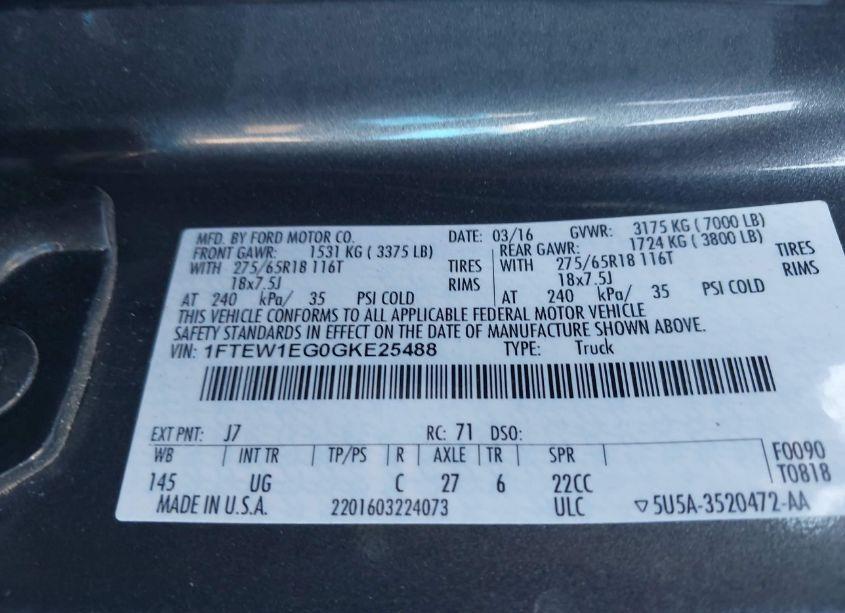 MFD. BY FORD MOTOR CO. DATE: 03/16 GVWR: 3175 KG ( 7000 LB)
FRONT GAWR: 1531 KG ( 3375 LB) REAR GAWR: 1724 KG ( 3800 LB)
WITH 275/65R18 116T TIRES WITH 275/65R18 116T TIRES
18x7.5J RIMS 18x7.5J RIMS
AT 240 kPa/ 35 PSI COLD AT 240 kPa/ 35 PSI COLD
THIS VEHICLE CONFORMS TO ALL APPLICABLE FEDERAL MOTOR VEHICLE
SAFETY STANDARDS IN EFFECT ON THE DATE OF MANUFACTURE SHOWN ABOVE.
VIN: 1FTEW1EG0GKE25488 TYPE: Truck
EXT PNT: J7 RC: 71 DSO:
WB INT TR TP/PS R AXLE TR SPR F0090
145 UG C 27 6 22CC T0818
MADE IN U.S.A. 2201603224073 ULC ▽5U5A-3520472-AA